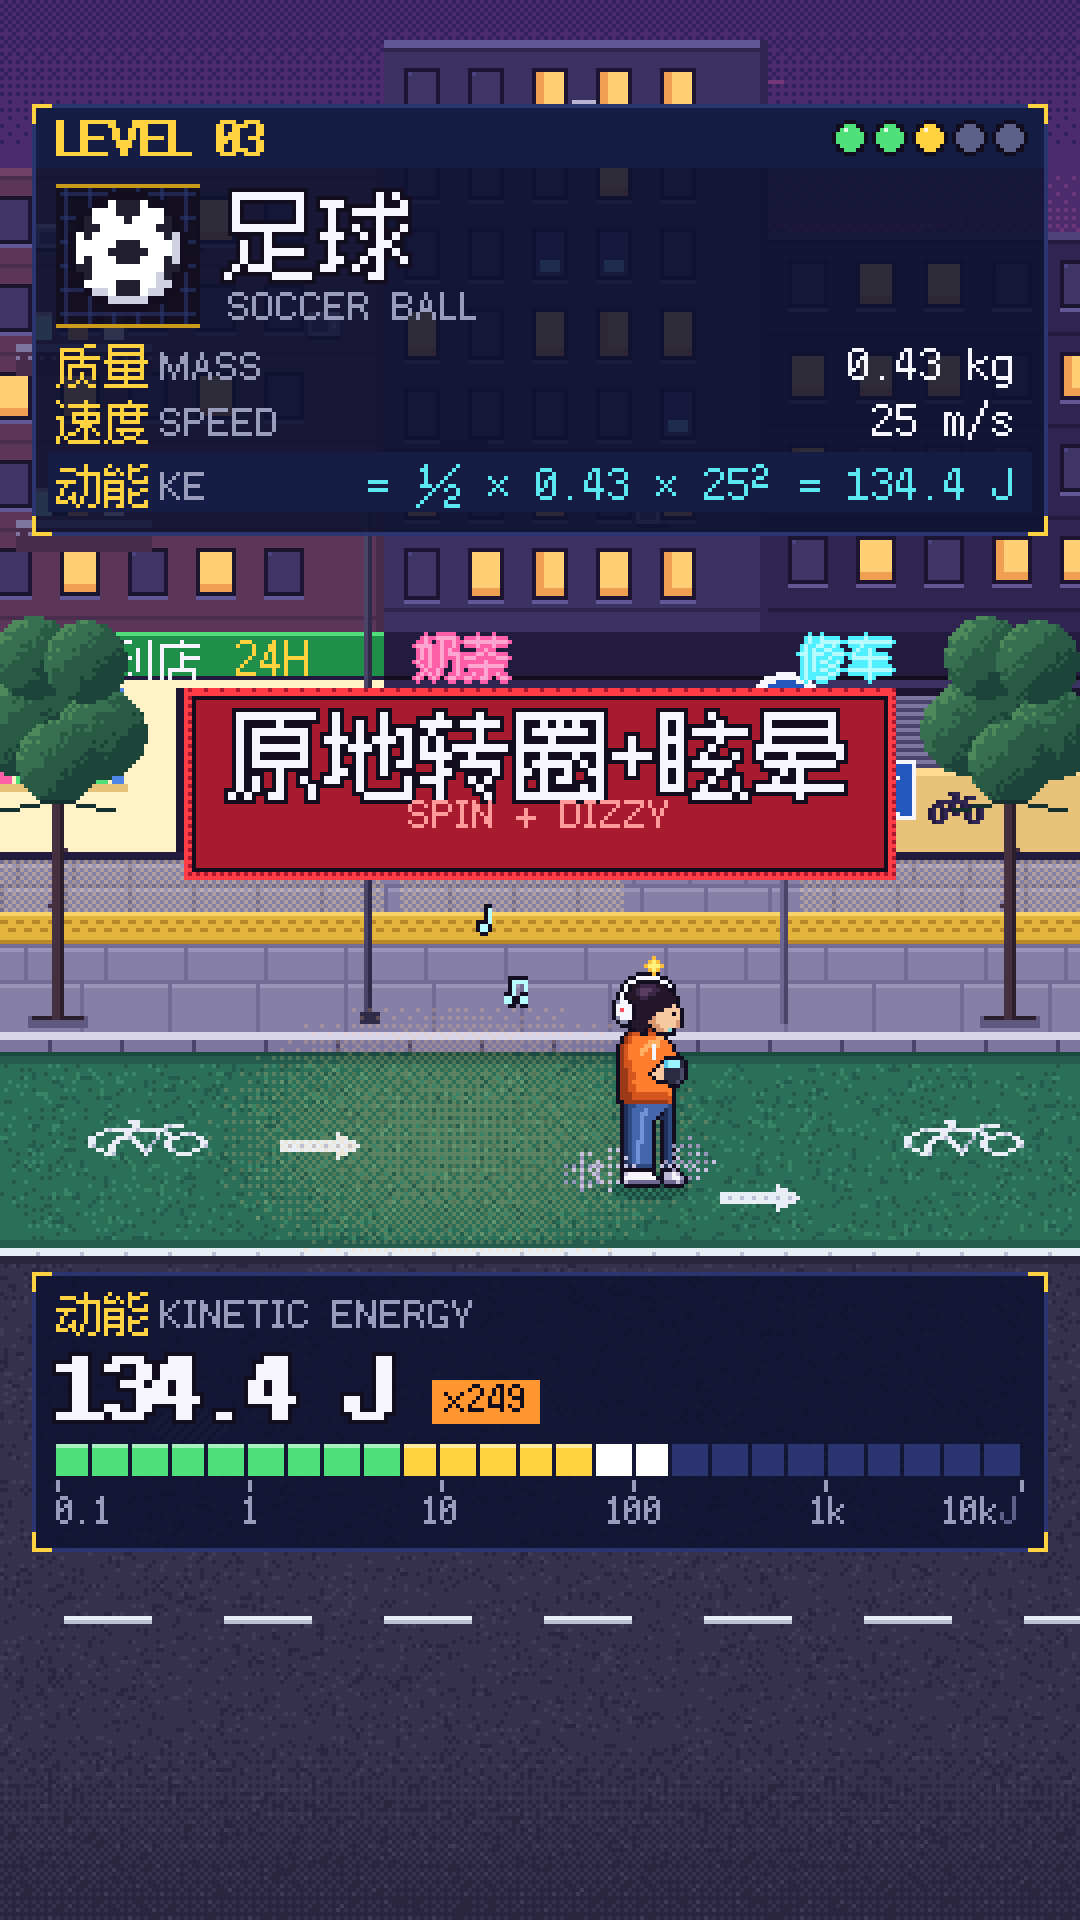 LEVEL 03
足球
SOCCER BALL
质量 MASS 0.43 kg
速度 SPEED 25 m/s
动能 KE = ½ × 0.43 × 25² = 134.4 J
店 24H 奶茶 修车
原地转圈+眩晕
SPIN + DIZZY
动能 KINETIC ENERGY
134.4 J x249
0.1 1 10 100 1k 10kJ